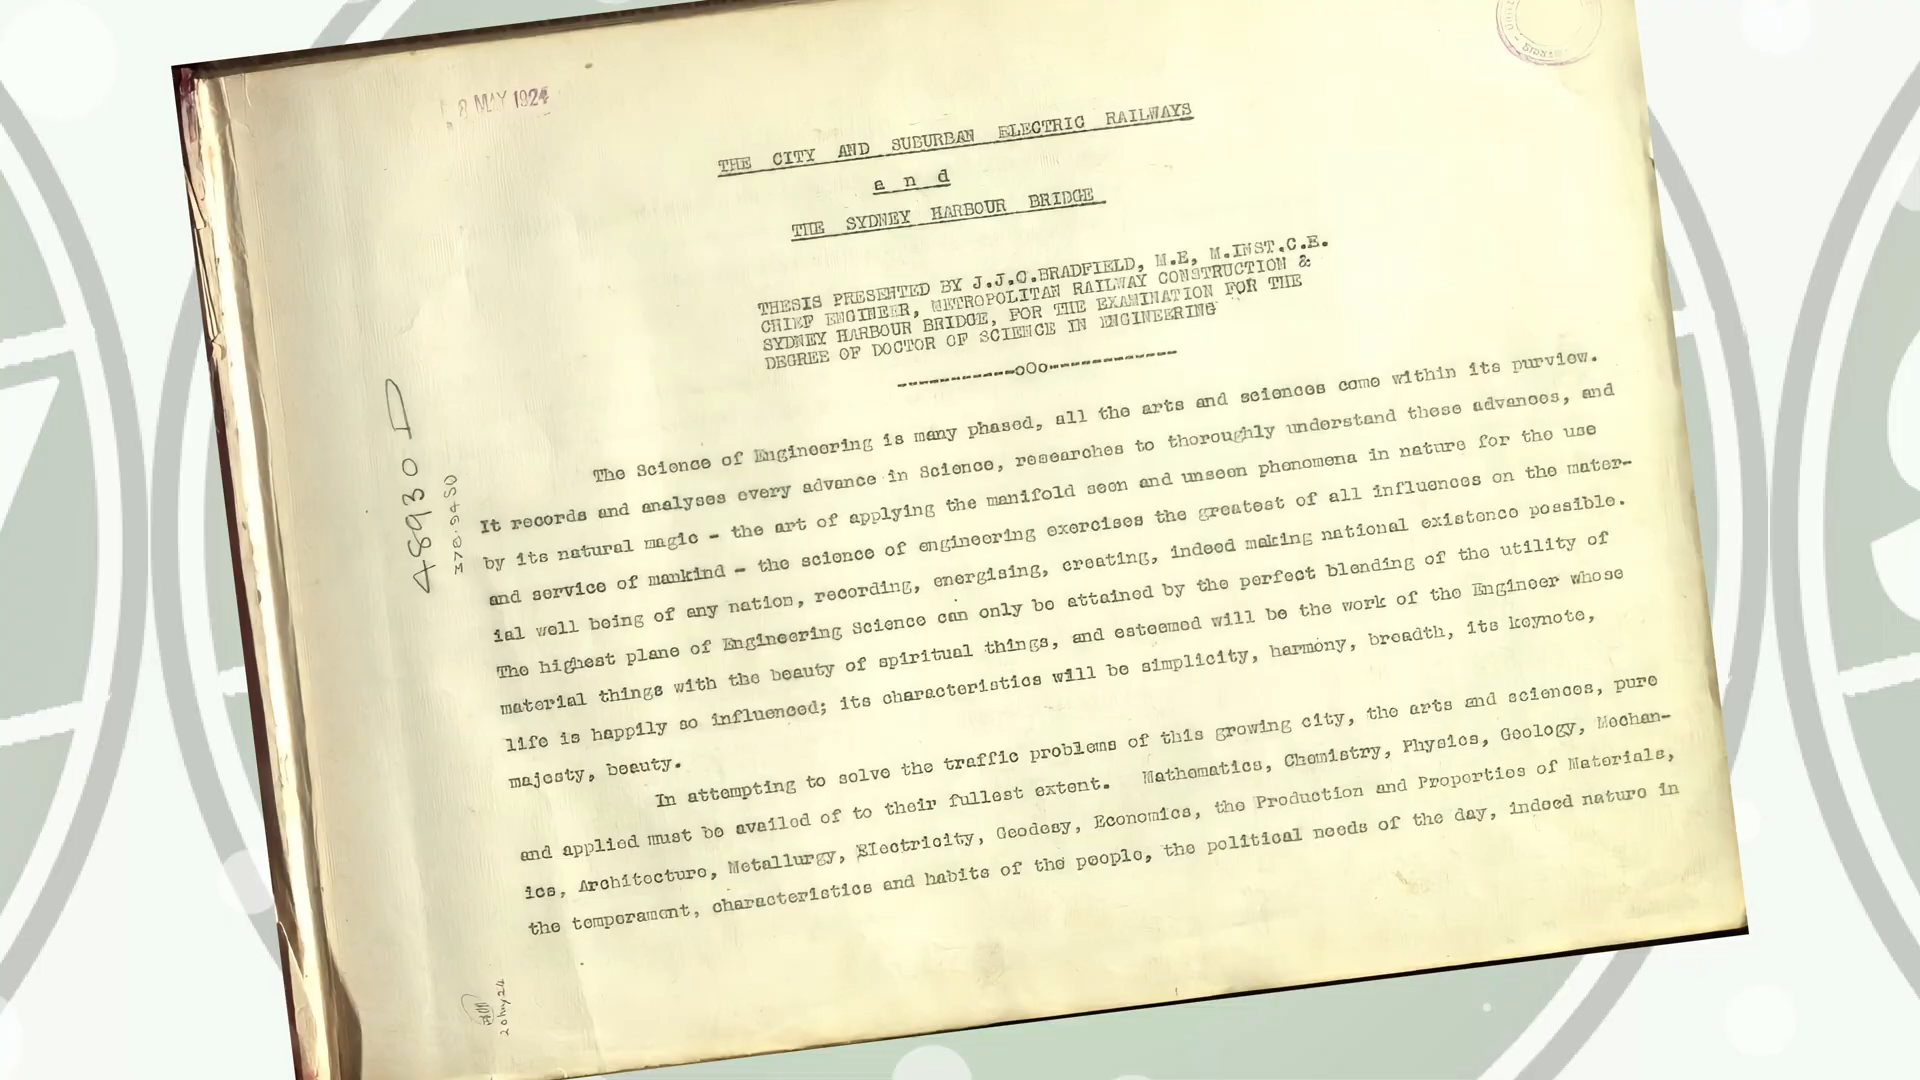 8 MAY 1924
THE CITY AND SUBURBAN ELECTRIC RAILWAYS
and
THE SYDNEY HARBOUR BRIDGE
THESIS PRESENTED BY J.J.C.BRADFIELD, M.E, M.INST.C.E.
CHIEF ENGINEER, METROPOLITAN RAILWAY CONSTRUCTION &
SYDNEY HARBOUR BRIDGE, FOR THE EXAMINATION FOR THE
DEGREE OF DOCTOR OF SCIENCE IN ENGINEERING
------------oOo------------
The Science of Engineering is many phased, all the arts and sciences come within its purview.
It records and analyses every advance in Science, researches to thoroughly understand these advances, and
by its natural magic - the art of applying the manifold seen and unseen phenomena in nature for the use
and service of mankind - the science of engineering exercises the greatest of all influences on the mater-
ial well being of any nation, recording, energising, creating, indeed making national existence possible.
The highest plane of Engineering Science can only be attained by the perfect blending of the utility of
material things with the beauty of spiritual things, and esteemed will be the work of the Engineer whose
life is happily so influenced; its characteristics will be simplicity, harmony, breadth, its keynote,
majesty, beauty.
In attempting to solve the traffic problems of this growing city, the arts and sciences, pure
and applied must be availed of to their fullest extent. Mathematics, Chemistry, Physics, Geology, Mechan-
ics, Architecture, Metallurgy, Electricity, Geodesy, Economics, the Production and Properties of Materials,
the temperament, characteristics and habits of the people, the political needs of the day, indeed nature in
48930 D